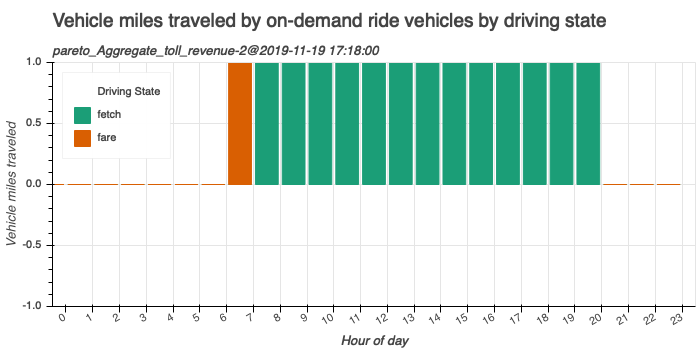 Vehicle miles traveled by on-demand ride vehicles by driving state
pareto_Aggregate_toll_revenue-2@2019-11-19 17:18:00
Driving State
fetch
fare
1.0
0.5
0.0
-0.5
-1.0
Vehicle miles traveled
0 1 2 3 4 5 6 7 8 9 10 11 12 13 14 15 16 17 18 19 20 21 22 23
Hour of day